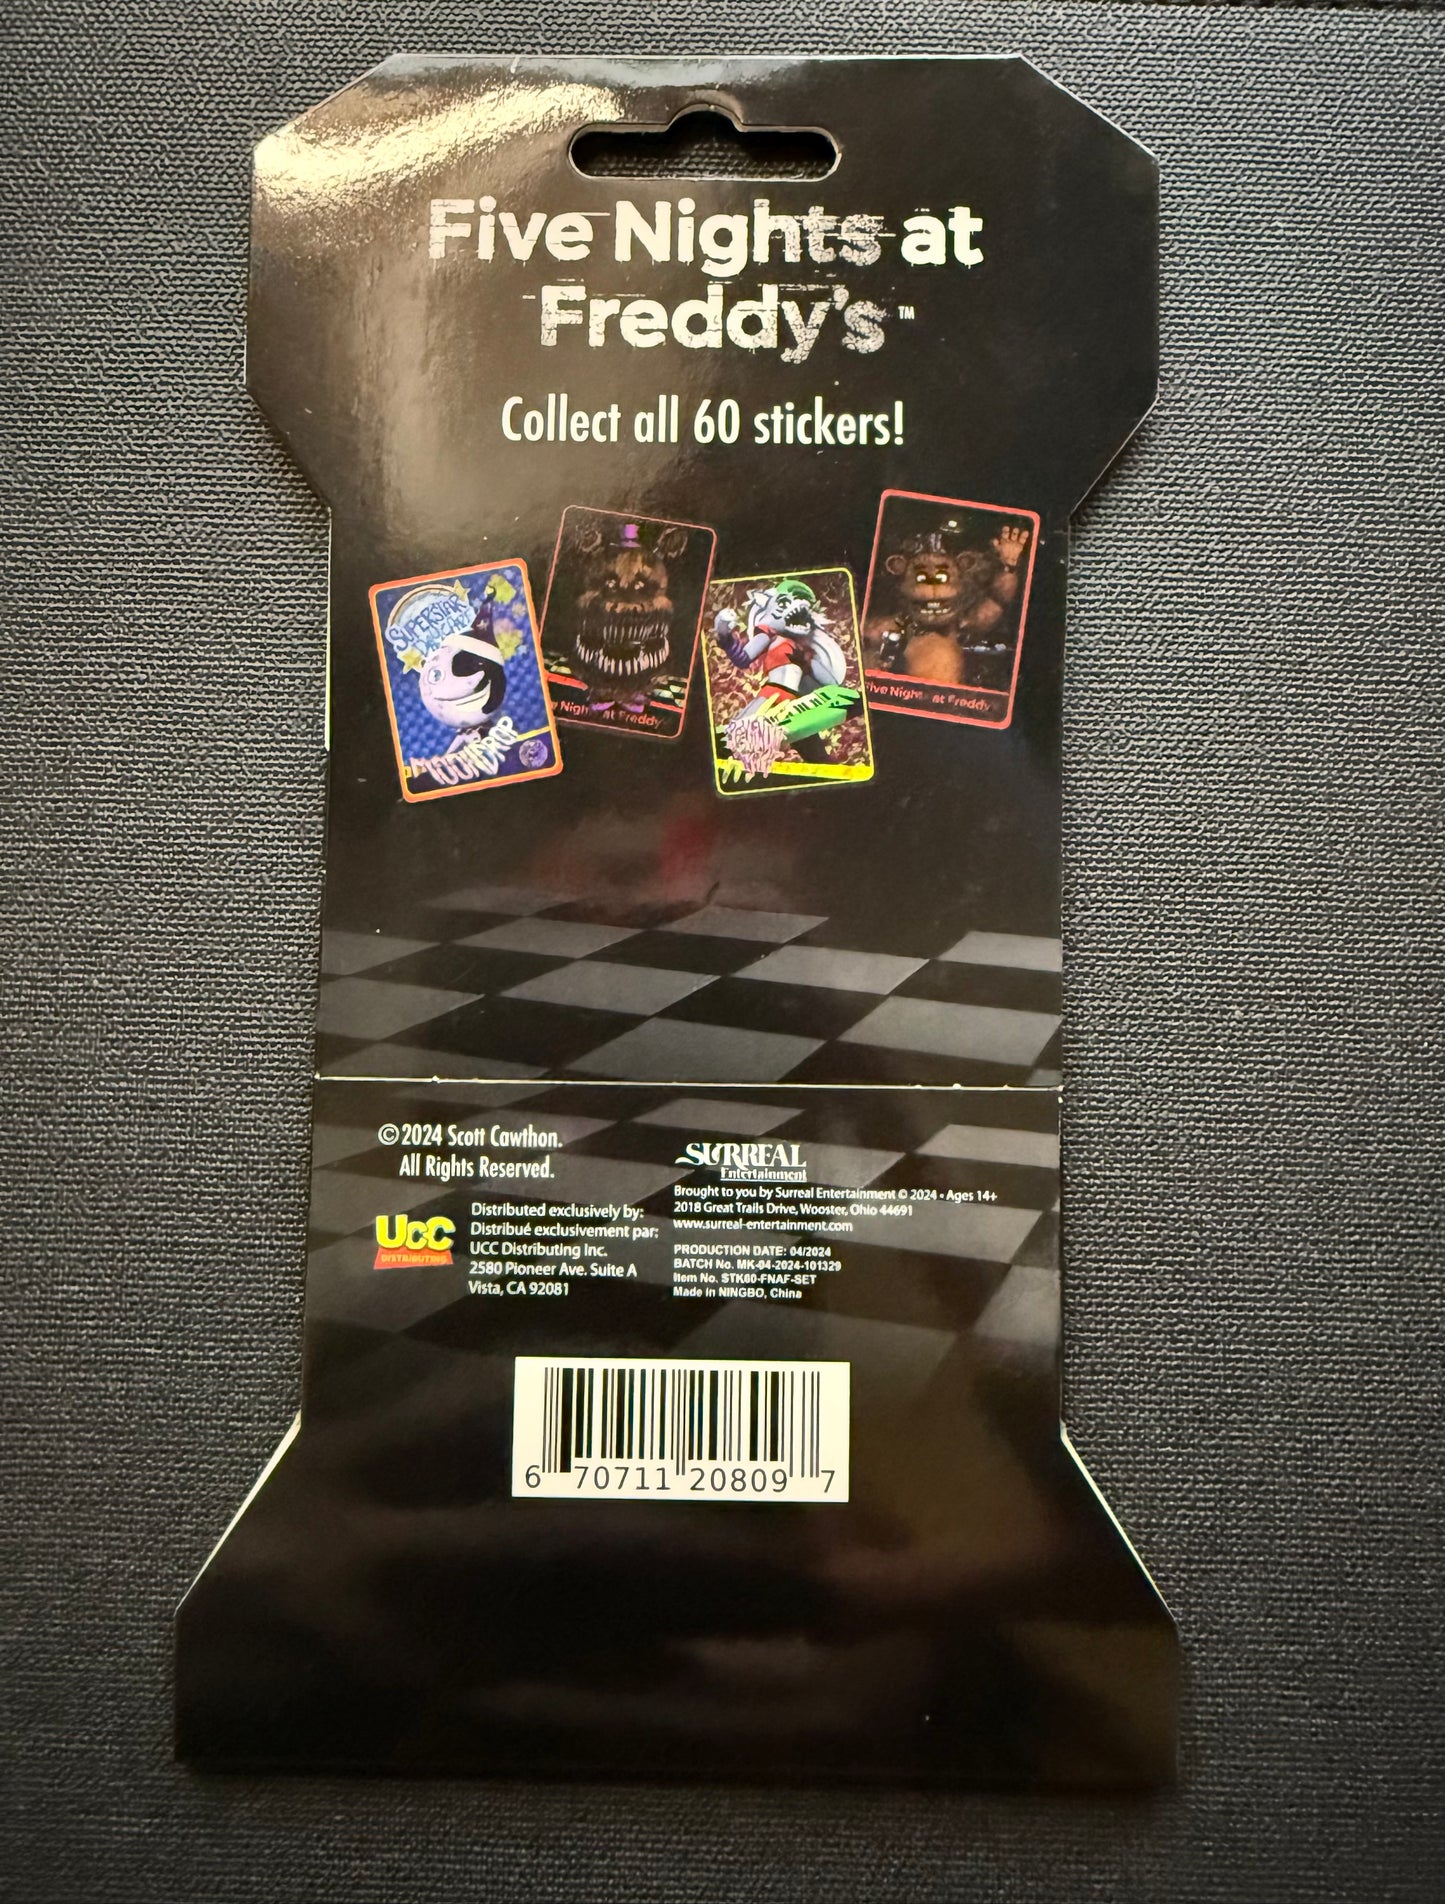 Five Nights at
Freddy's™
Collect all 60 stickers!
SUPERSTAR
DAYCARE
MOONDROP
Nigh at Freddy
Five Nigh at Freddy
©2024 Scott Cawthon.
All Rights Reserved.
UCC
DISTRIBUTING
Distributed exclusively by:
Distribué exclusivement par:
UCC Distributing Inc.
2580 Pioneer Ave. Suite A
Vista, CA 92081
SURREAL
Entertainment
Brought to you by Surreal Entertainment © 2024 • Ages 14+
2018 Great Trails Drive, Wooster, Ohio 44691
www.surreal-entertainment.com
PRODUCTION DATE: 04/2024
BATCH No. MK-04-2024-101329
Item No. STK60-FNAF-SET
Made in NINGBO, China
6 70711 20809 7